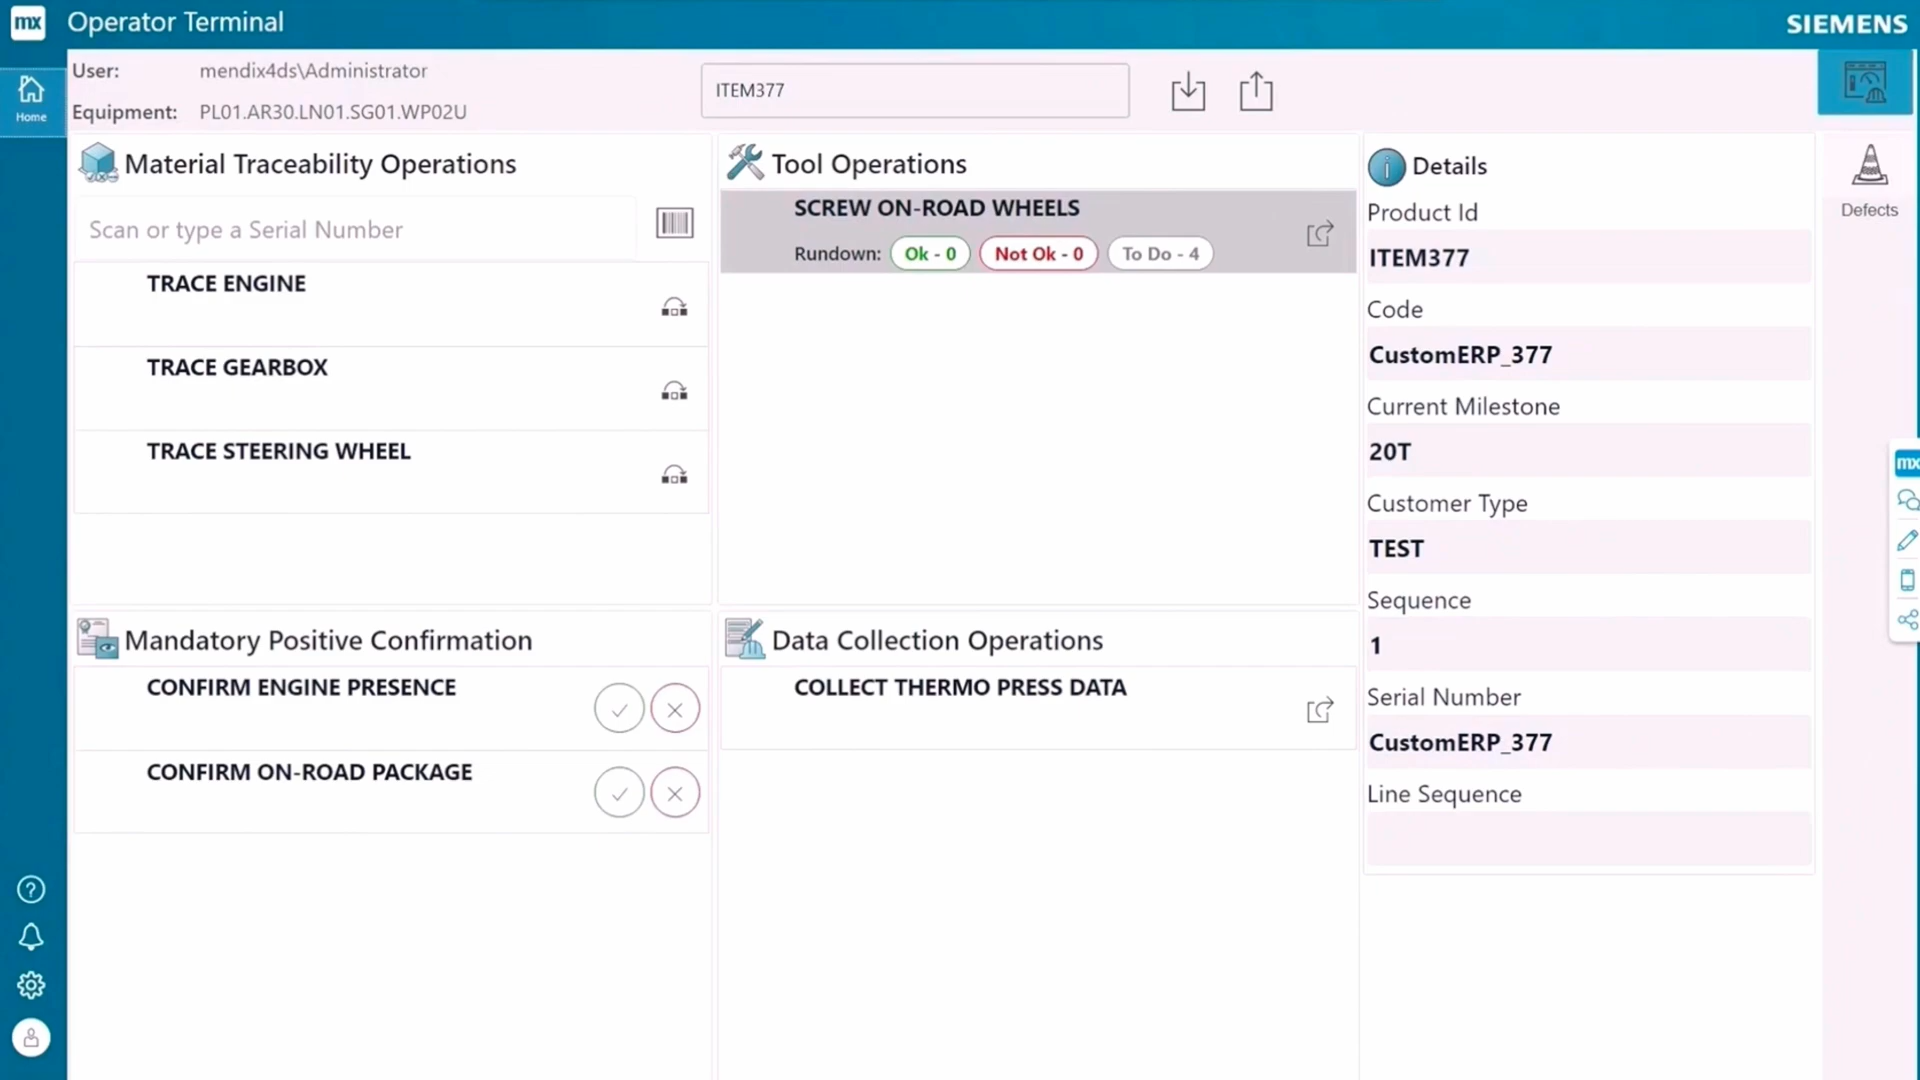 mx Operator Terminal
SIEMENS
Home
User: mendix4ds\Administrator
Equipment: PL01.AR30.LN01.SG01.WP02U
ITEM377
Material Traceability Operations
Scan or type a Serial Number
TRACE ENGINE
TRACE GEARBOX
TRACE STEERING WHEEL
Tool Operations
SCREW ON-ROAD WHEELS
Rundown: Ok - 0 Not Ok - 0 To Do - 4
Mandatory Positive Confirmation
CONFIRM ENGINE PRESENCE
CONFIRM ON-ROAD PACKAGE
Data Collection Operations
COLLECT THERMO PRESS DATA
Details
Product Id
ITEM377
Code
CustomERP_377
Current Milestone
20T
Customer Type
TEST
Sequence
1
Serial Number
CustomERP_377
Line Sequence
Defects
mx